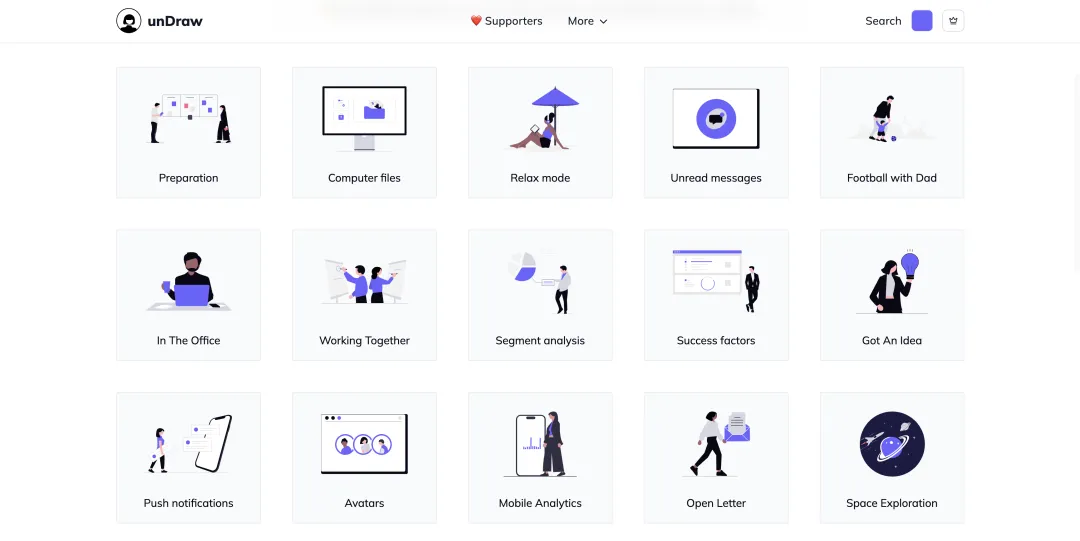 unDraw
Supporters
More
Search
Preparation
Computer files
Relax mode
Unread messages
Football with Dad
In The Office
Working Together
Segment analysis
Success factors
Got An Idea
Push notifications
Avatars
Mobile Analytics
Open Letter
Space Exploration